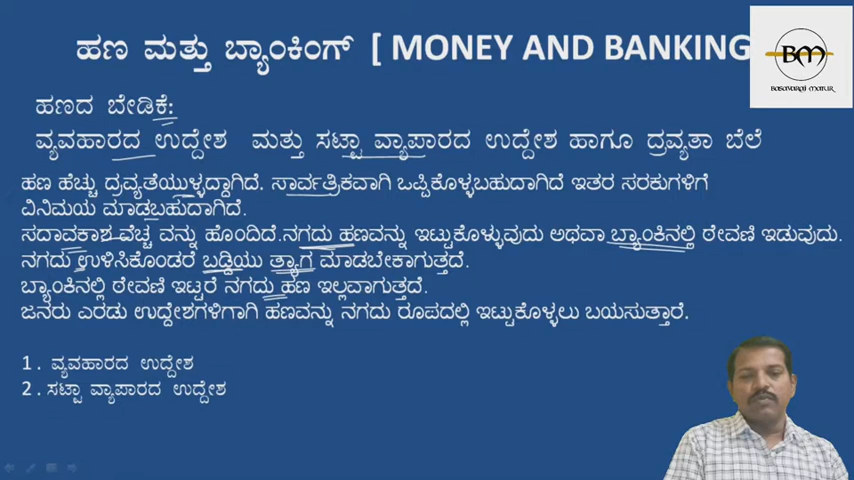 ಹಣ ಮತ್ತು ಬ್ಯಾಂಕಿಂಗ್ [ MONEY AND BANKING
BM
BASAVARAJ MALUR
ಹಣದ ಬೇಡಿಕೆ:
ವ್ಯವಹಾರದ ಉದ್ದೇಶ ಮತ್ತು ಸಟ್ಟಾ ವ್ಯಾಪಾರದ ಉದ್ದೇಶ ಹಾಗೂ ದ್ರವ್ಯತಾ ಬೆಲೆ
ಹಣ ಹೆಚ್ಚು ದ್ರವ್ಯತೆಯುಳ್ಳದ್ದಾಗಿದೆ. ಸಾರ್ವತ್ರಿಕವಾಗಿ ಒಪ್ಪಿಕೊಳ್ಳಬಹುದಾಗಿದೆ ಇತರ ಸರಕುಗಳಿಗೆ
ವಿನಿಮಯ ಮಾಡಬಹುದಾಗಿದೆ.
ಸದಾವಕಾಶ ವೆಚ್ಚ ವನ್ನು ಹೊಂದಿದೆ.ನಗದು ಹಣವನ್ನು ಇಟ್ಟುಕೊಳ್ಳುವುದು ಅಥವಾ ಬ್ಯಾಂಕಿನಲ್ಲಿ ಠೇವಣಿ ಇಡುವುದು.
ನಗದು ಉಳಿಸಿಕೊಂಡರೆ ಬಡ್ಡಿಯು ತ್ಯಾಗ ಮಾಡಬೇಕಾಗುತ್ತದೆ.
ಬ್ಯಾಂಕಿನಲ್ಲಿ ಠೇವಣಿ ಇಟ್ಟರೆ ನಗದು ಹಣ ಇಲ್ಲವಾಗುತ್ತದೆ.
ಜನರು ಎರಡು ಉದ್ದೇಶಗಳಿಗಾಗಿ ಹಣವನ್ನು ನಗದು ರೂಪದಲ್ಲಿ ಇಟ್ಟುಕೊಳ್ಳಲು ಬಯಸುತ್ತಾರೆ.
1 . ವ್ಯವಹಾರದ ಉದ್ದೇಶ
2 . ಸಟ್ಟಾ ವ್ಯಾಪಾರದ ಉದ್ದೇಶ